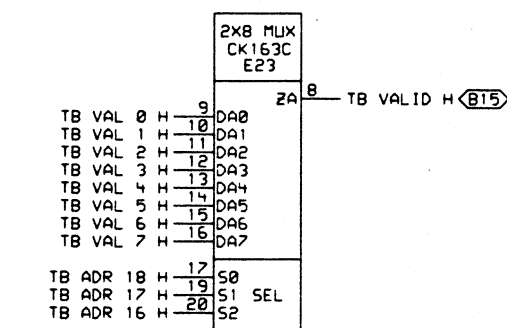 2X8 MUX
CK163C
E23
ZA 8 TB VALID H B15
TB VAL 0 H 9 DA0
TB VAL 1 H 10 DA1
TB VAL 2 H 11 DA2
TB VAL 3 H 12 DA3
TB VAL 4 H 13 DA4
TB VAL 5 H 14 DA5
TB VAL 6 H 15 DA6
TB VAL 7 H 16 DA7
TB ADR 18 H 17 S0
TB ADR 17 H 19 S1 SEL
TB ADR 16 H 20 S2